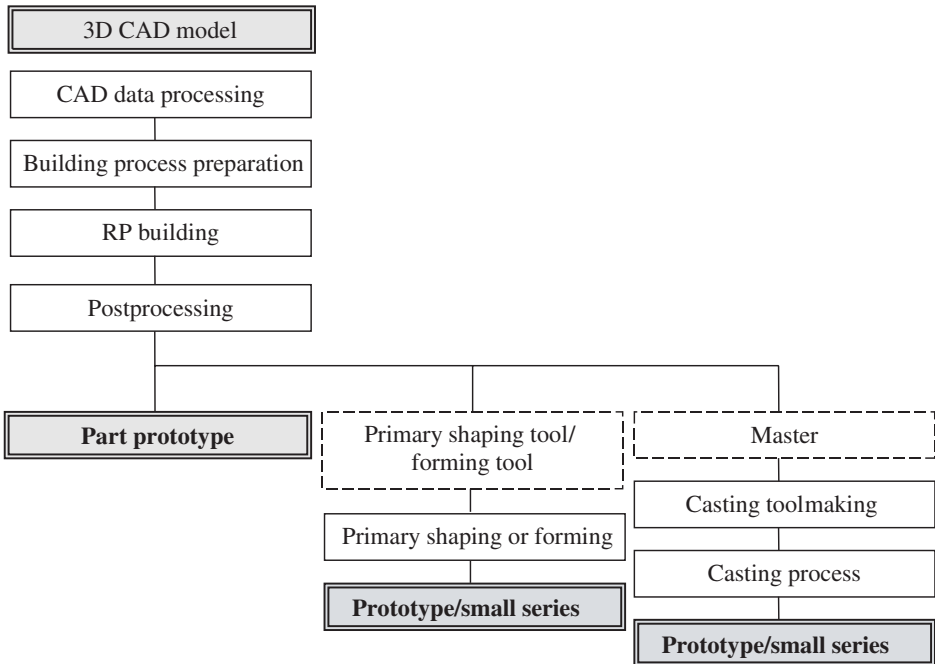 3D CAD model
CAD data processing
Building process preparation
RP building
Postprocessing
Part prototype
Primary shaping tool/
forming tool
Primary shaping or forming
Prototype/small series
Master
Casting toolmaking
Casting process
Prototype/small series